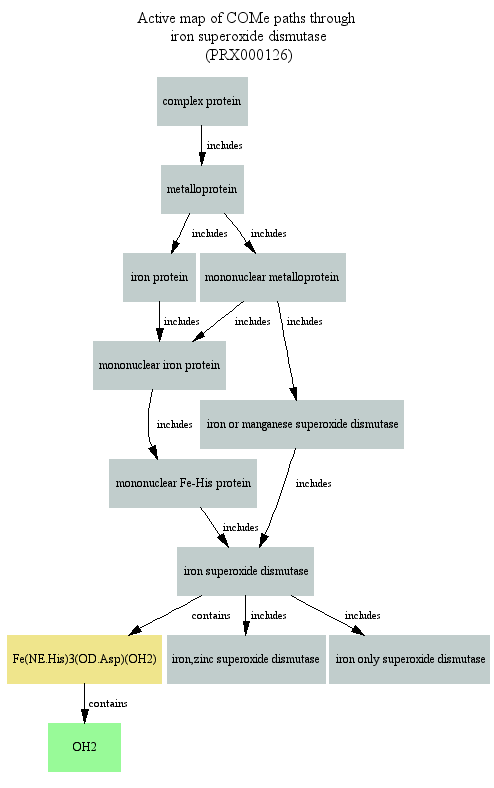 Active map of COMe paths through
iron superoxide dismutase
(PRX000126)
complex protein
includes
metalloprotein
includes
includes
iron protein
mononuclear metalloprotein
includes
includes
includes
mononuclear iron protein
includes
iron or manganese superoxide dismutase
mononuclear Fe-His protein
includes
includes
iron superoxide dismutase
contains
includes
includes
Fe(NE.His)3(OD.Asp)(OH2)
iron,zinc superoxide dismutase
iron only superoxide dismutase
contains
OH2